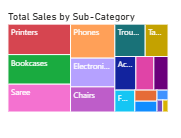 Total Sales by Sub-Category
Printers
Phones
Trou...
Ta...
Bookcases
Electroni...
Ac...
Saree
Chairs
F...